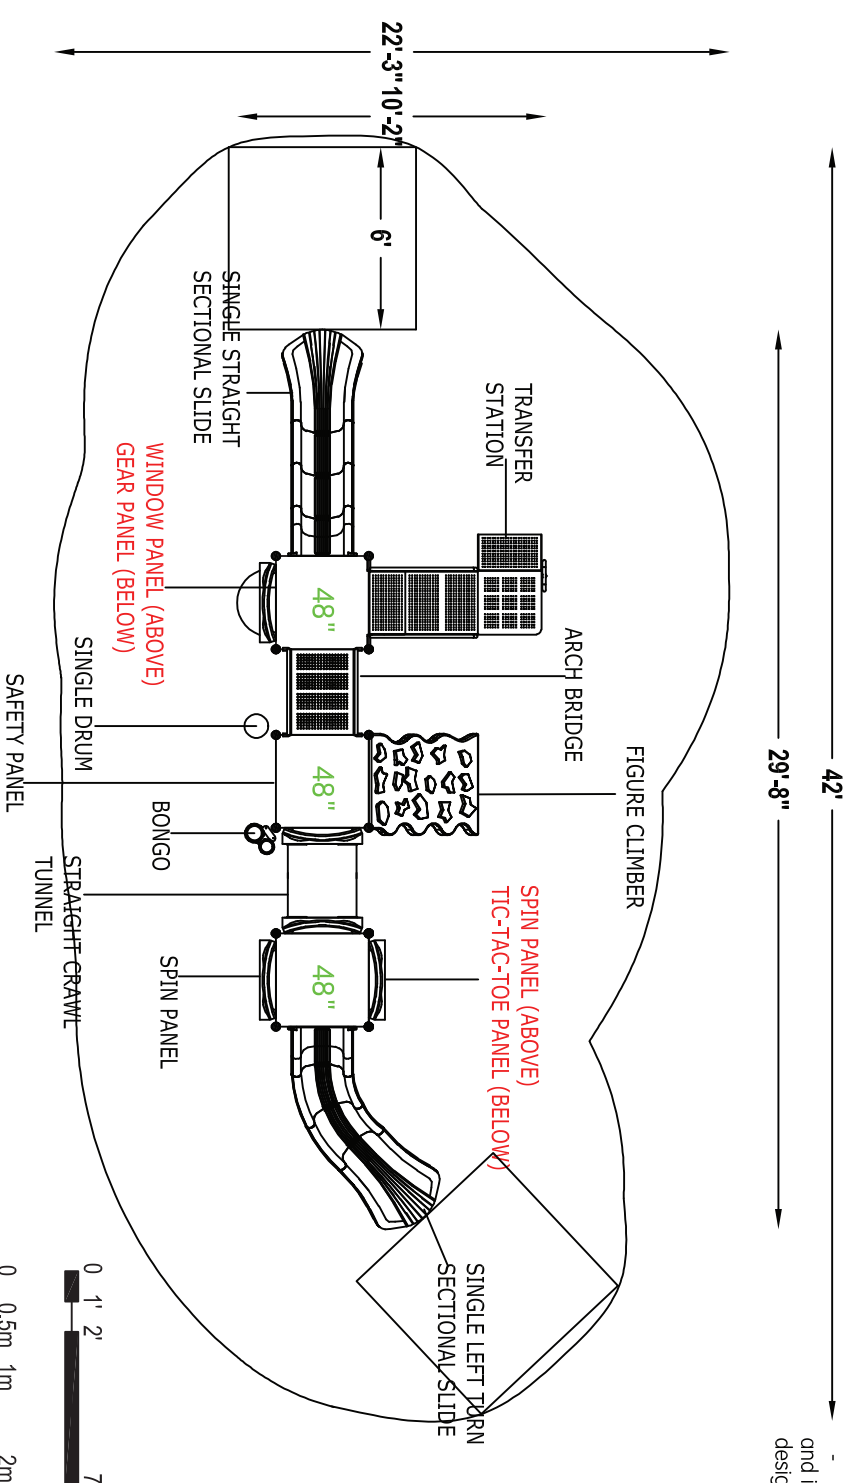 42'
29'-8"
22'-3"
10'-2"
6'
TRANSFER
STATION
ARCH BRIDGE
FIGURE CLIMBER
SPIN PANEL (ABOVE)
TIC-TAC-TOE PANEL (BELOW)
SINGLE LEFT TURN
SECTIONAL SLIDE
48"
48"
48"
SINGLE STRAIGHT
SECTIONAL SLIDE
WINDOW PANEL (ABOVE)
GEAR PANEL (BELOW)
SINGLE DRUM
SAFETY PANEL
BONGO
STRAIGHT CRAWL
TUNNEL
SPIN PANEL
0 1' 2' 7
0 0.5m 1m 2m
-
and i
desig